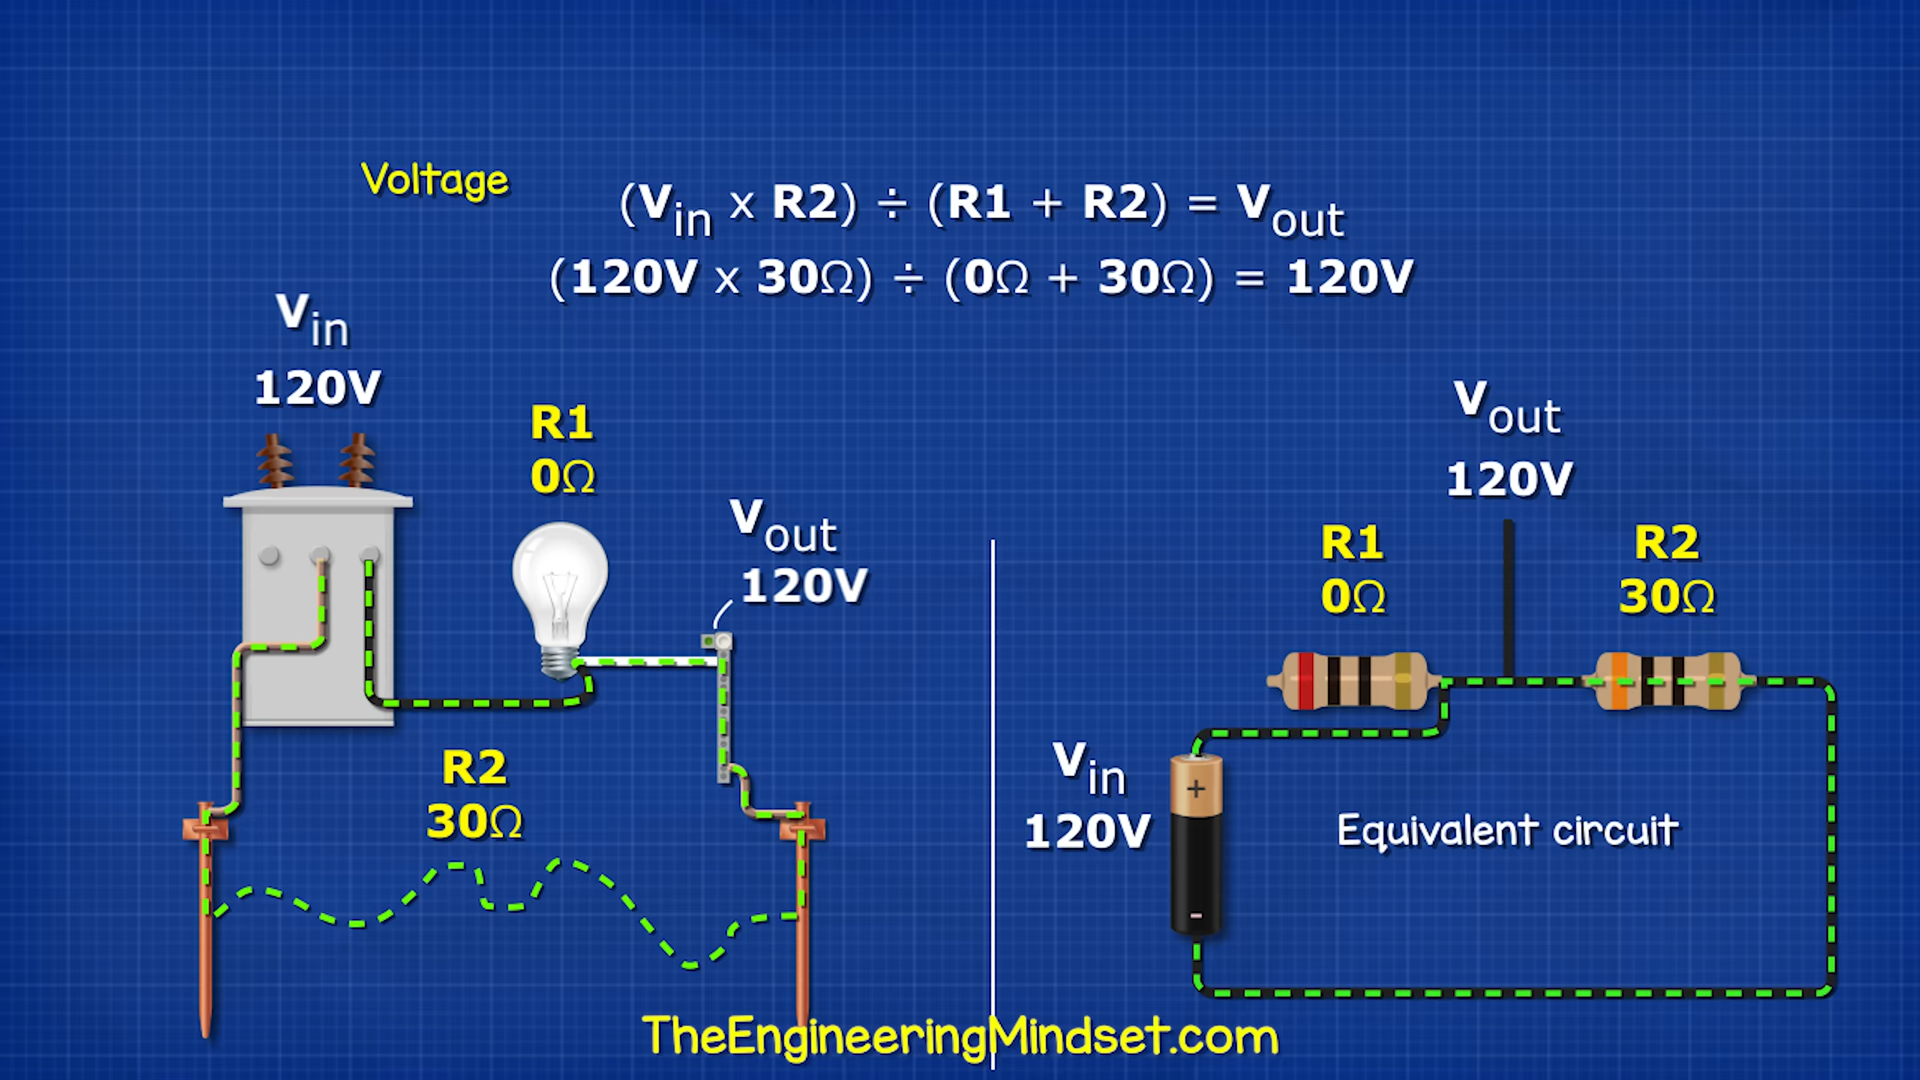 Voltage
(Vin x R2) ÷ (R1 + R2) = Vout
(120V x 30Ω) ÷ (0Ω + 30Ω) = 120V
Vin
120V
R1
0Ω
Vout
120V
R2
30Ω
Vout
120V
R1
0Ω
R2
30Ω
Vin
120V
+
-
Equivalent circuit
TheEngineeringMindset.com